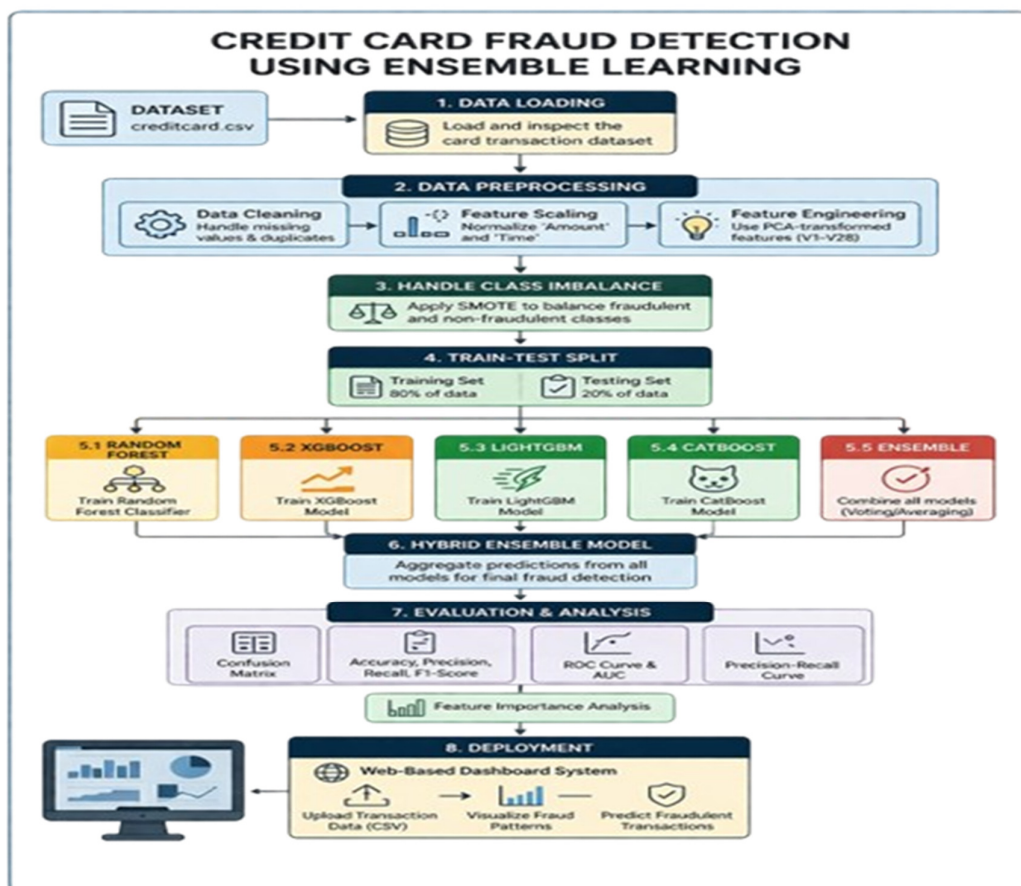 CREDIT CARD FRAUD DETECTION
USING ENSEMBLE LEARNING
DATASET
creditcard.csv
1. DATA LOADING
Load and inspect the
card transaction dataset
2. DATA PREPROCESSING
Data Cleaning
Handle missing
values & duplicates
Feature Scaling
Normalize 'Amount'
and 'Time'
Feature Engineering
Use PCA-transformed
features (V1-V28)
3. HANDLE CLASS IMBALANCE
Apply SMOTE to balance fraudulent
and non-fraudulent classes
4. TRAIN-TEST SPLIT
Training Set
80% of data
Testing Set
20% of data
5.1 RANDOM
FOREST
Train Random
Forest Classifier
5.2 XGBOOST
Train XGBoost
Model
5.3 LIGHTGBM
Train LightGBM
Model
5.4 CATBOOST
Train CatBoost
Model
5.5 ENSEMBLE
Combine all models
(Voting/Averaging)
6. HYBRID ENSEMBLE MODEL
Aggregate predictions from all
models for final fraud detection
7. EVALUATION & ANALYSIS
Confusion
Matrix
Accuracy, Precision,
Recall, F1-Score
ROC Curve &
AUC
Precision-Recall
Curve
Feature Importance Analysis
8. DEPLOYMENT
Web-Based Dashboard System
Upload Transaction
Data (CSV)
Visualize Fraud
Patterns
Predict Fraudulent
Transactions